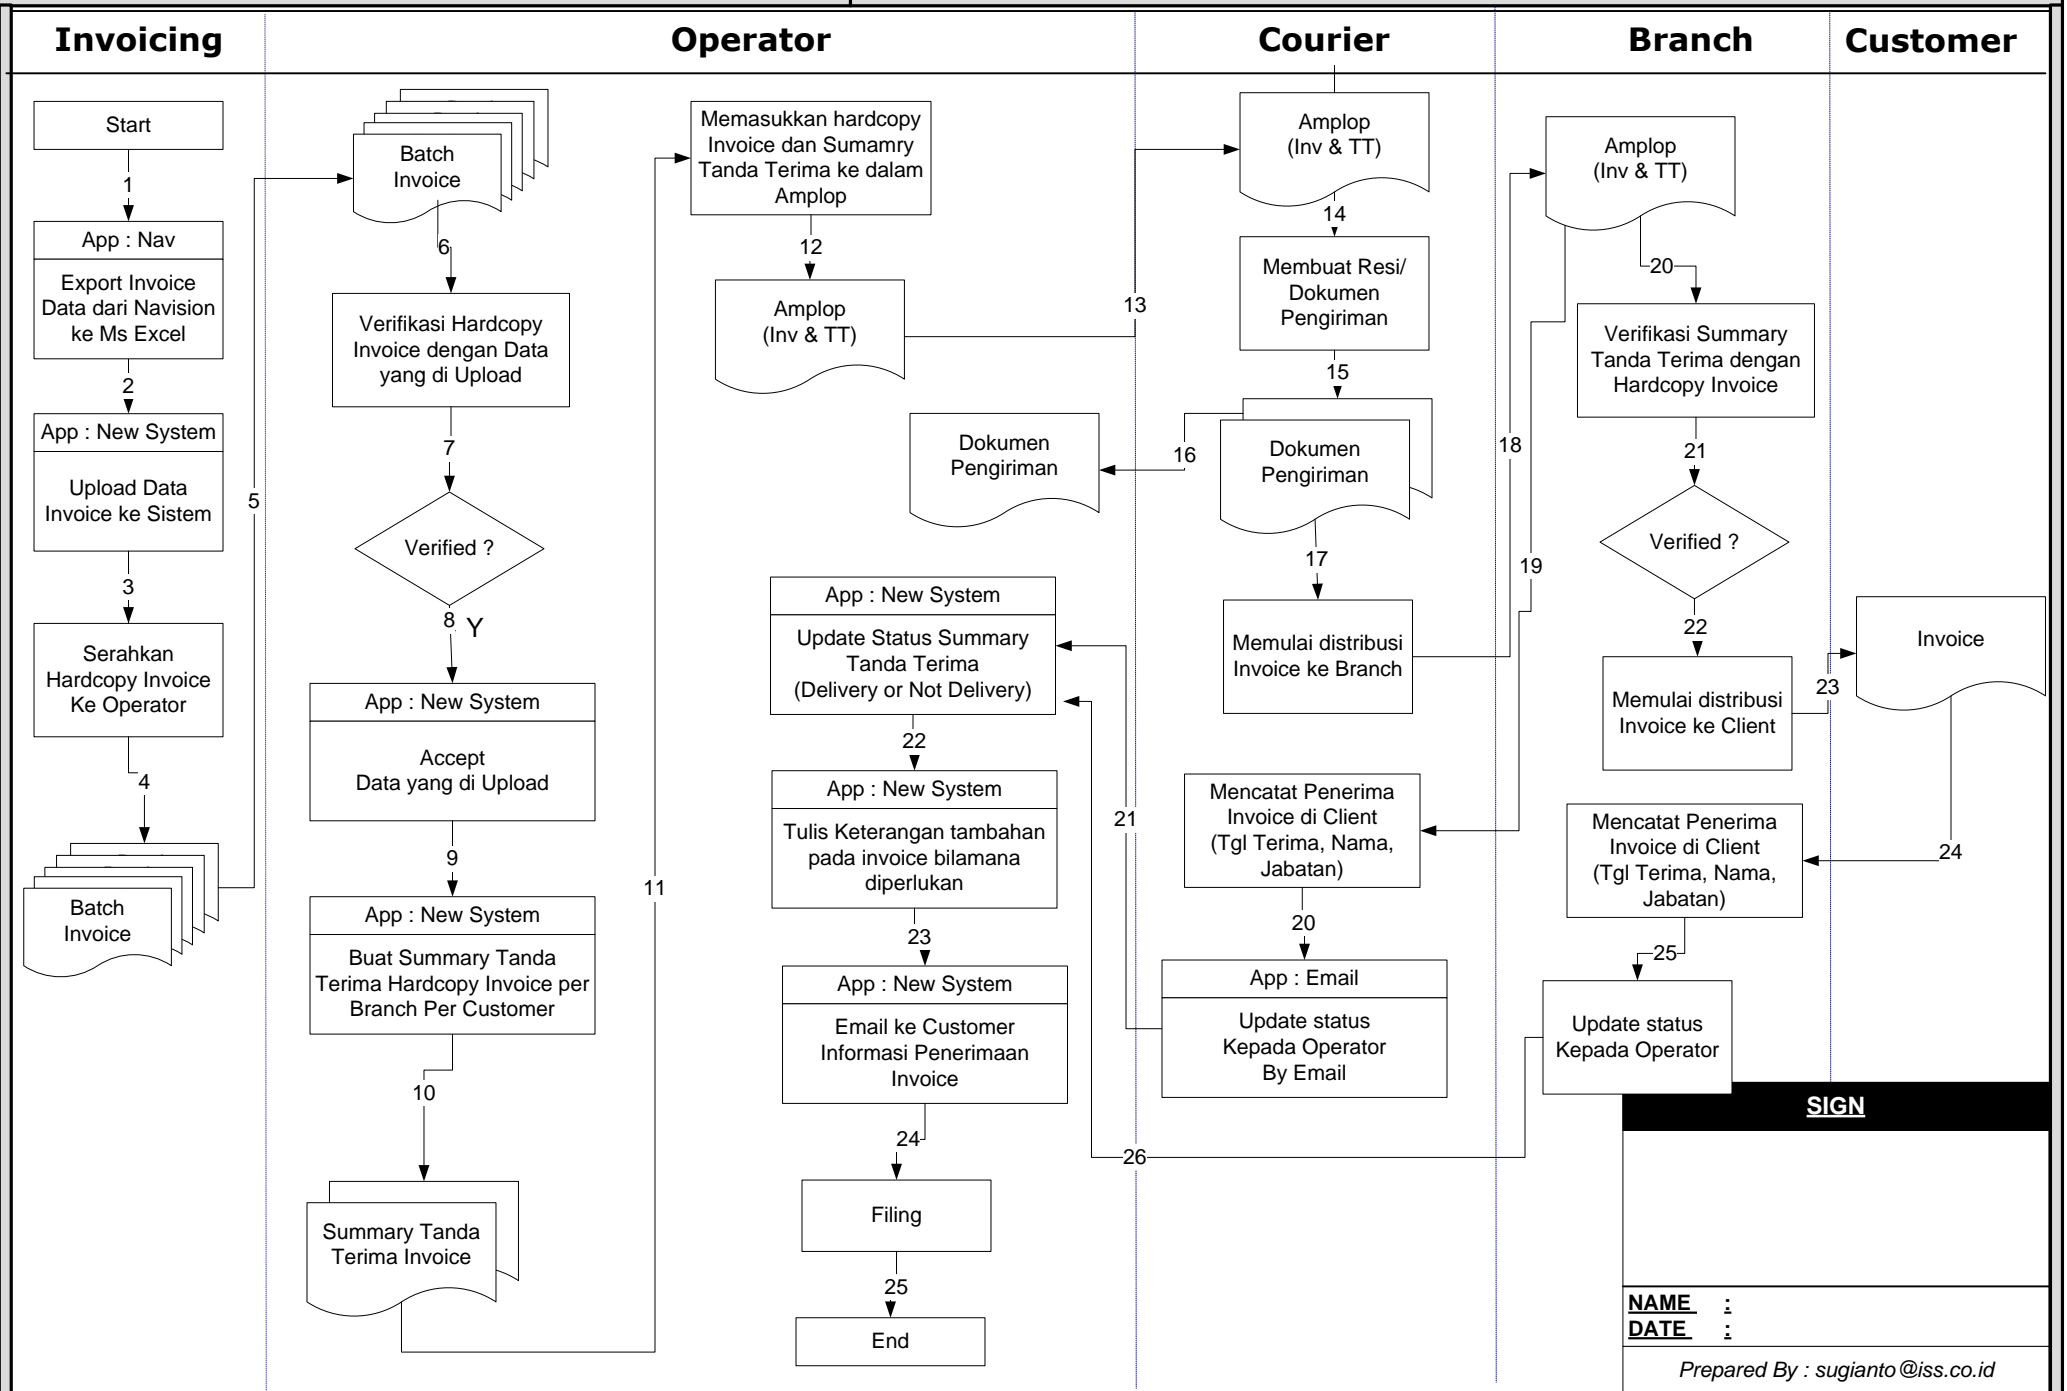 Invoicing
Operator
Courier
Branch
Customer
Start
1
App : Nav
Export Invoice
Data dari Navision
ke Ms Excel
2
App : New System
Upload Data
Invoice ke Sistem
3
Serahkan
Hardcopy Invoice
Ke Operator
4
Batch
Invoice
5
Batch
Invoice
6
Verifikasi Hardcopy
Invoice dengan Data
yang di Upload
7
Verified ?
8
Y
App : New System
Accept
Data yang di Upload
9
App : New System
Buat Summary Tanda
Terima Hardcopy Invoice per
Branch Per Customer
10
Summary Tanda
Terima Invoice
11
Memasukkan hardcopy
Invoice dan Sumamry
Tanda Terima ke dalam
Amplop
12
Amplop
(Inv & TT)
13
Dokumen
Pengiriman
App : New System
Update Status Summary
Tanda Terima
(Delivery or Not Delivery)
22
App : New System
Tulis Keterangan tambahan
pada invoice bilamana
diperlukan
23
App : New System
Email ke Customer
Informasi Penerimaan
Invoice
24
Filing
25
End
Amplop
(Inv & TT)
14
Membuat Resi/
Dokumen
Pengiriman
15
16
Dokumen
Pengiriman
17
Memulai distribusi
Invoice ke Branch
18
19
Mencatat Penerima
Invoice di Client
(Tgl Terima, Nama,
Jabatan)
20
App : Email
Update status
Kepada Operator
By Email
21
Amplop
(Inv & TT)
20
Verifikasi Summary
Tanda Terima dengan
Hardcopy Invoice
21
Verified ?
22
Memulai distribusi
Invoice ke Client
23
Invoice
24
Mencatat Penerima
Invoice di Client
(Tgl Terima, Nama,
Jabatan)
25
Update status
Kepada Operator
26
SIGN
NAME :
DATE :
Prepared By : sugianto@iss.co.id